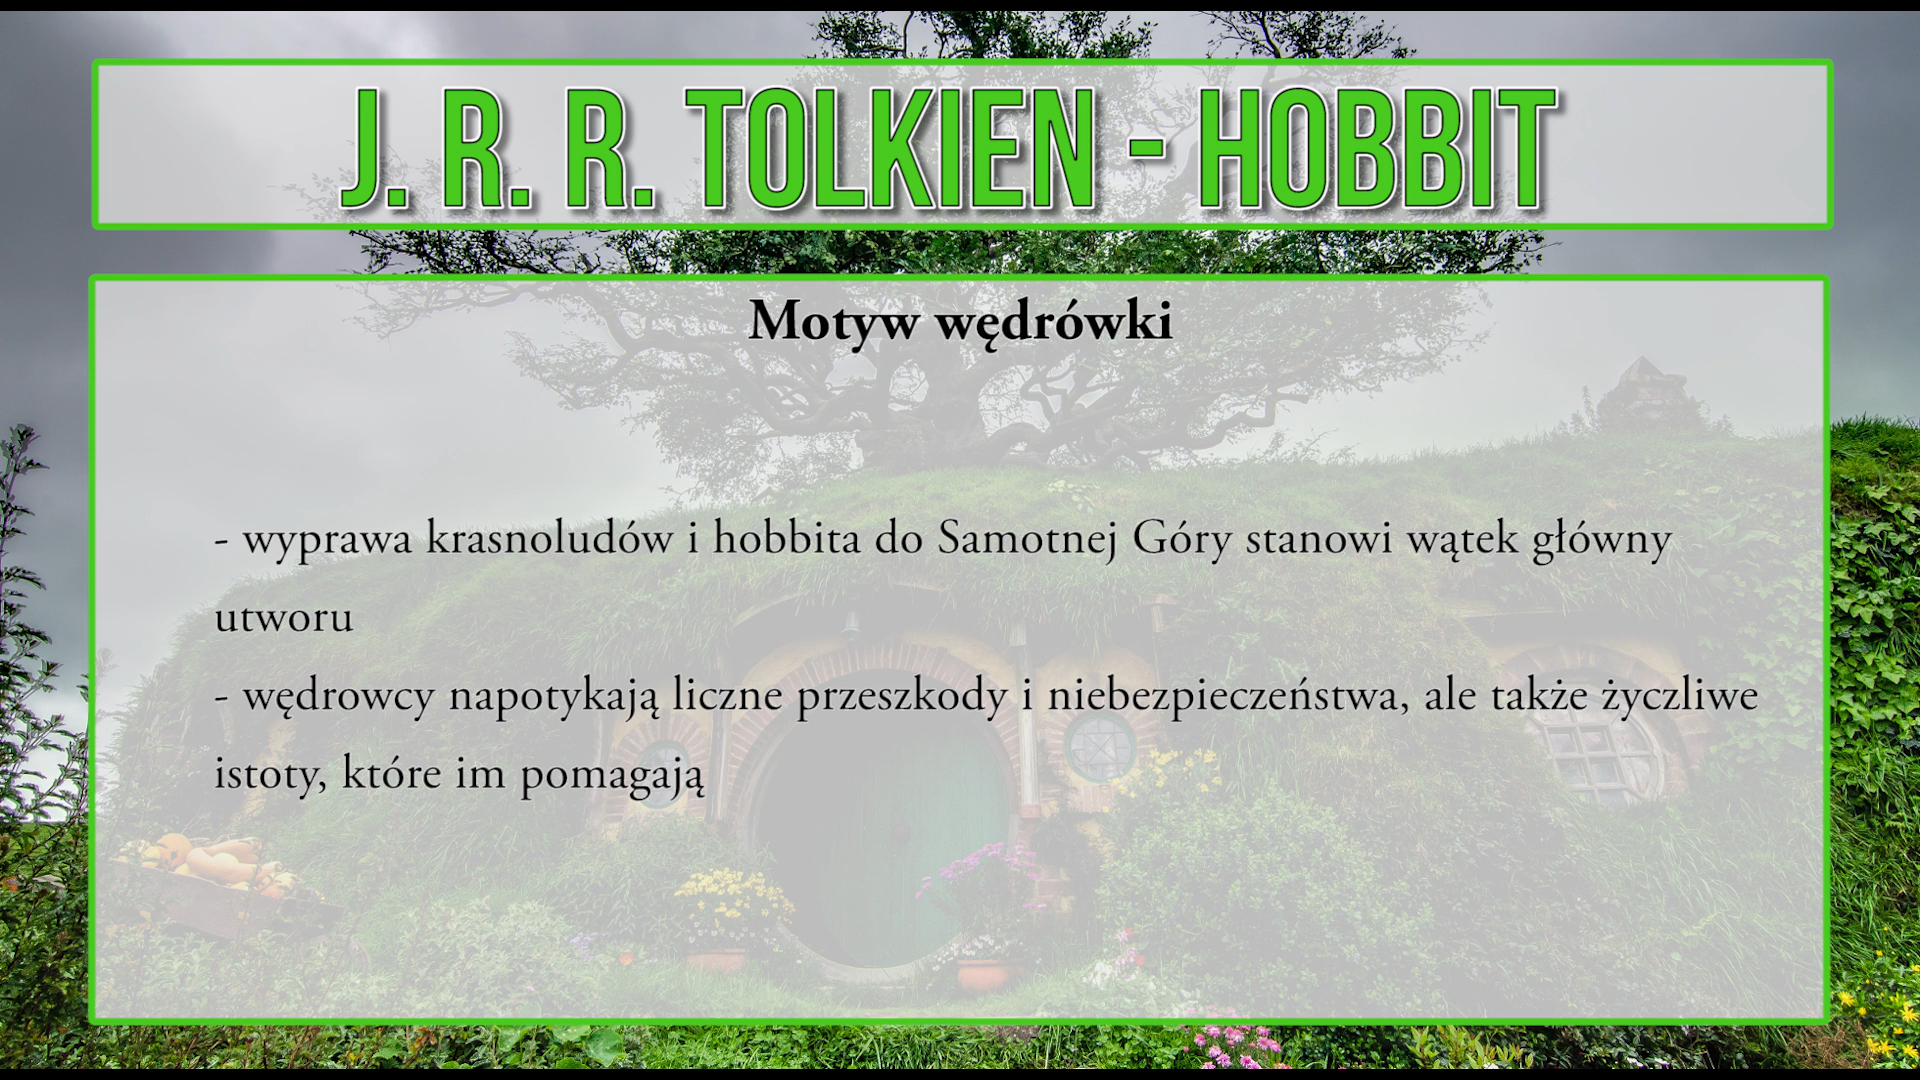 J. R. R. TOLKIEN - HOBBIT
Motyw wędrówki
- wyprawa krasnoludów i hobbita do Samotnej Góry stanowi wątek główny
utworu
- wędrowcy napotykają liczne przeszkody i niebezpieczeństwa, ale także życzliwe
istoty, które im pomagają